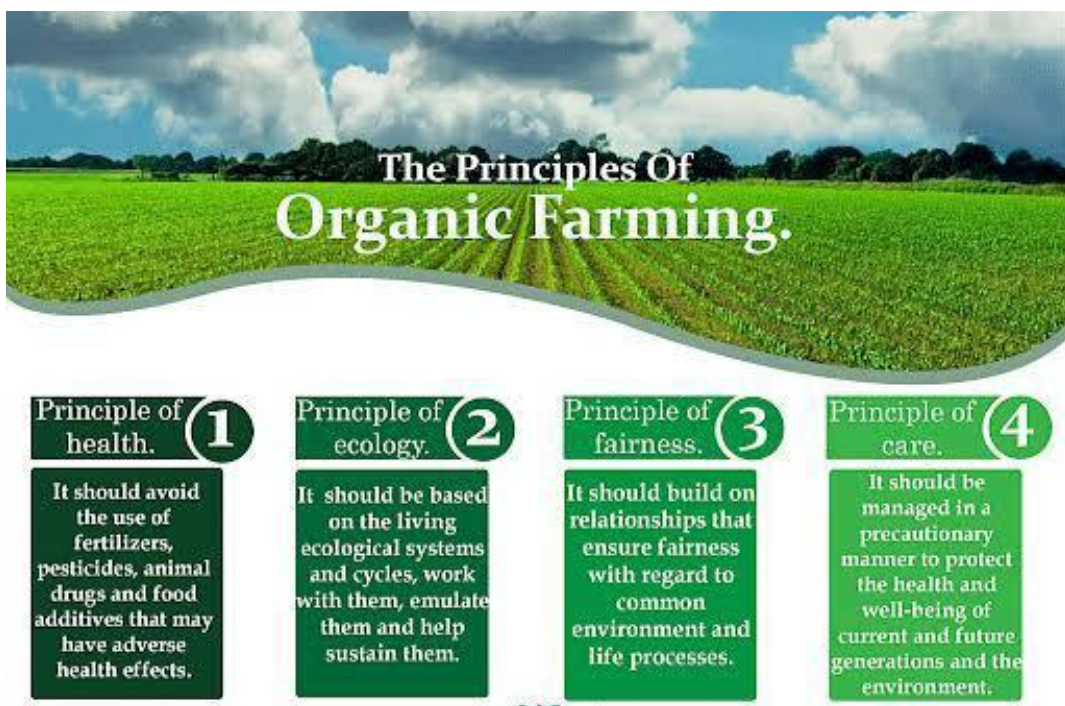 The Principles Of
Organic Farming.
Principle of
health.
1
It should avoid
the use of
fertilizers,
pesticides, animal
drugs and food
additives that may
have adverse
health effects.
Principle of
ecology.
2
It should be based
on the living
ecological systems
and cycles, work
with them, emulate
them and help
sustain them.
Principle of
fairness.
3
It should build on
relationships that
ensure fairness
with regard to
common
environment and
life processes.
Principle of
care.
4
It should be
managed in a
precautionary
manner to protect
the health and
well-being of
current and future
generations and the
environment.